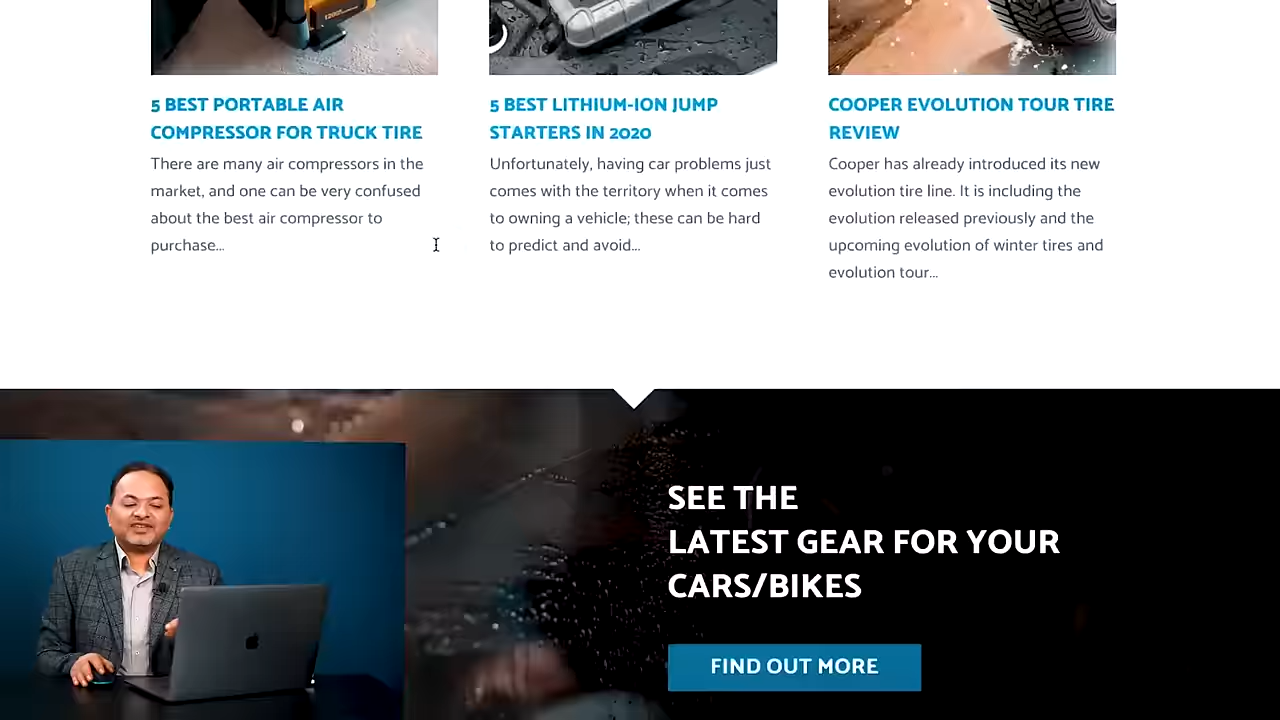 5 BEST PORTABLE AIR
COMPRESSOR FOR TRUCK TIRE
There are many air compressors in the
market, and one can be very confused
about the best air compressor to
purchase...
5 BEST LITHIUM-ION JUMP
STARTERS IN 2020
Unfortunately, having car problems just
comes with the territory when it comes
to owning a vehicle; these can be hard
to predict and avoid...
COOPER EVOLUTION TOUR TIRE
REVIEW
Cooper has already introduced its new
evolution tire line. It is including the
evolution released previously and the
upcoming evolution of winter tires and
evolution tour...
SEE THE
LATEST GEAR FOR YOUR
CARS/BIKES
FIND OUT MORE